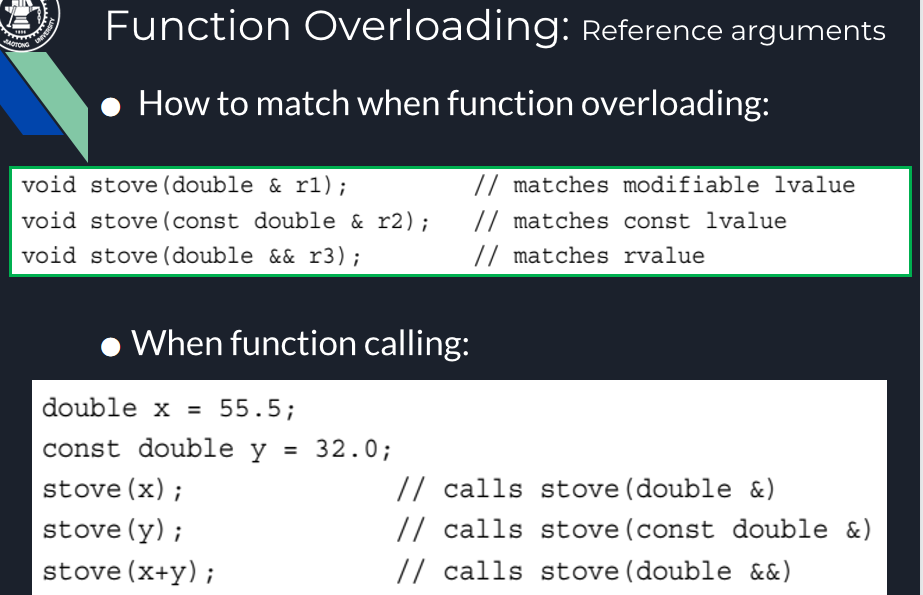 JIAOTONG UNIVERSITY
Function Overloading: Reference arguments
● How to match when function overloading:
void stove(double & r1); // matches modifiable lvalue
void stove(const double & r2); // matches const lvalue
void stove(double && r3); // matches rvalue
● When function calling:
double x = 55.5;
const double y = 32.0;
stove(x); // calls stove(double &)
stove(y); // calls stove(const double &)
stove(x+y); // calls stove(double &&)